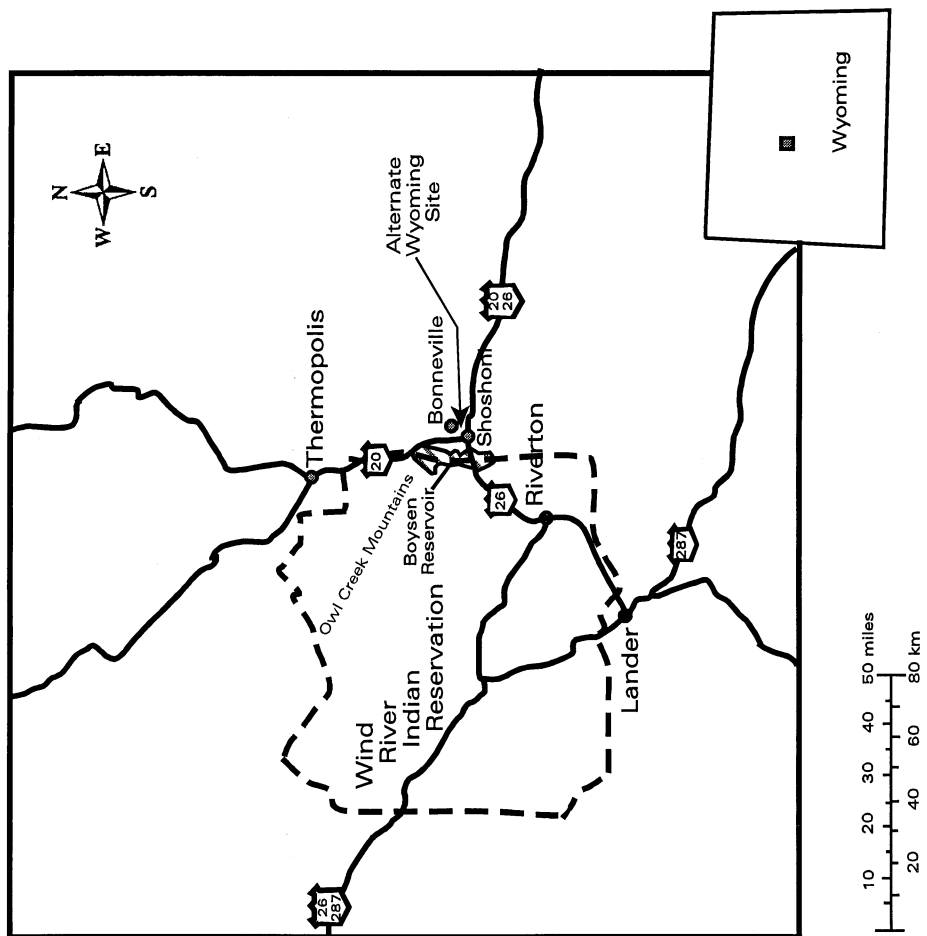 N
W
E
S
Wyoming
Alternate
Wyoming
Site
20
26
Thermopolis
Bonneville
Shoshoni
20
Owl Creek Mountains
Boysen
Reservoir
26
Riverton
287
Wind
River
Indian
Reservation
Lander
26
287
10 20 30 40 50 miles
20 40 60 80 km